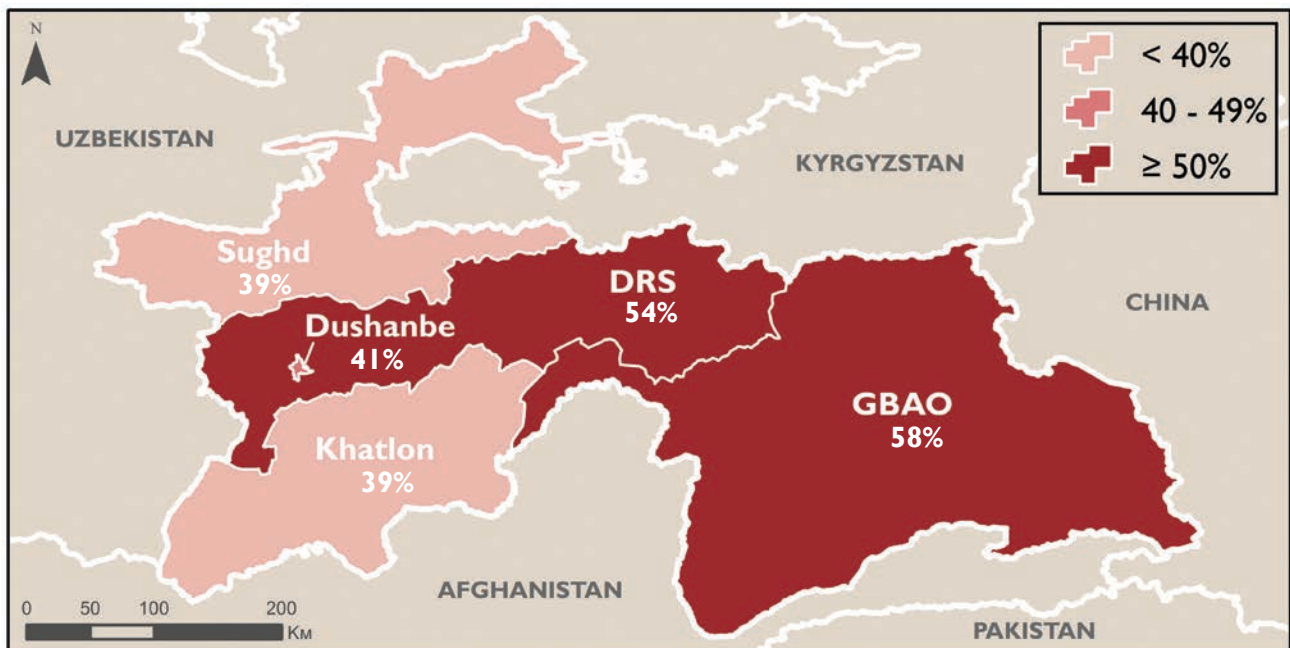 N
< 40%
40 - 49%
≥ 50%
UZBEKISTAN
KYRGYZSTAN
Sughd
39%
DRS
54%
CHINA
Dushanbe
41%
GBAO
58%
Khatlon
39%
AFGHANISTAN
0 50 100 200
KM
PAKISTAN